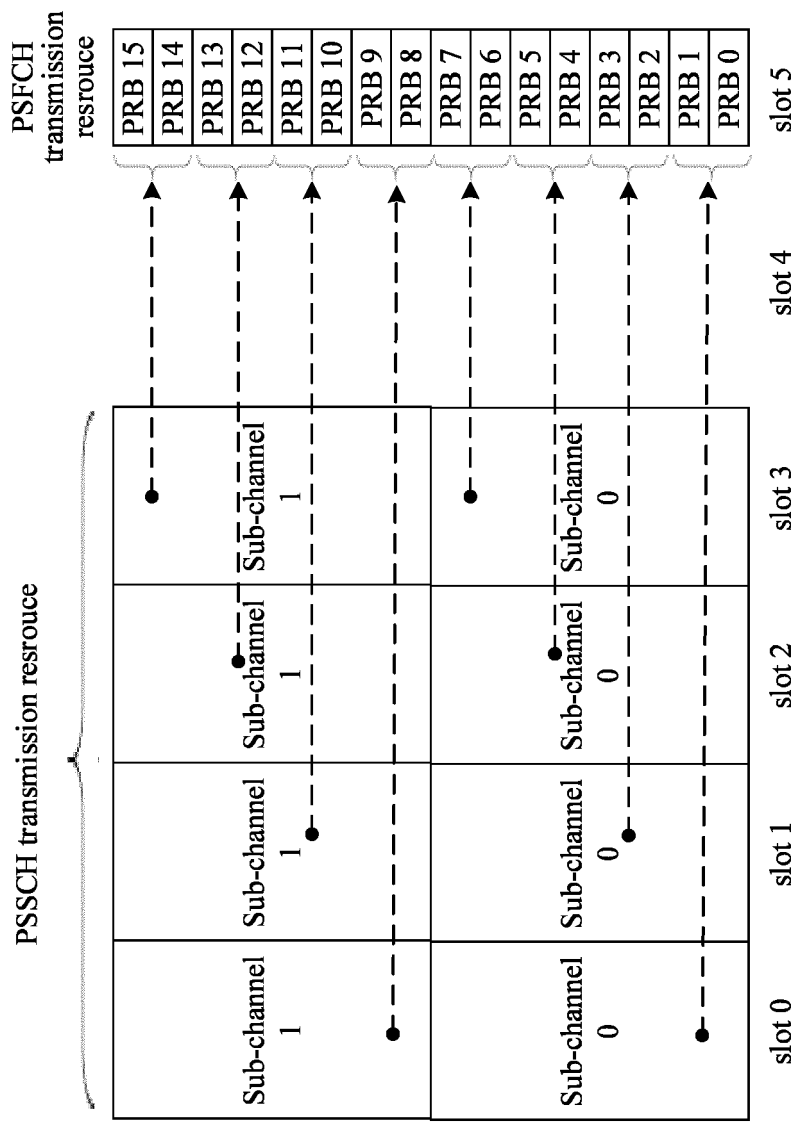 PSSCH transmission resrouce
PSFCH
transmission
resrouce
Sub-channel
1
Sub-channel
1
Sub-channel
1
Sub-channel
1
Sub-channel
0
Sub-channel
0
Sub-channel
0
Sub-channel
0
PRB 15
PRB 14
PRB 13
PRB 12
PRB 11
PRB 10
PRB 9
PRB 8
PRB 7
PRB 6
PRB 5
PRB 4
PRB 3
PRB 2
PRB 1
PRB 0
slot 0
slot 1
slot 2
slot 3
slot 4
slot 5